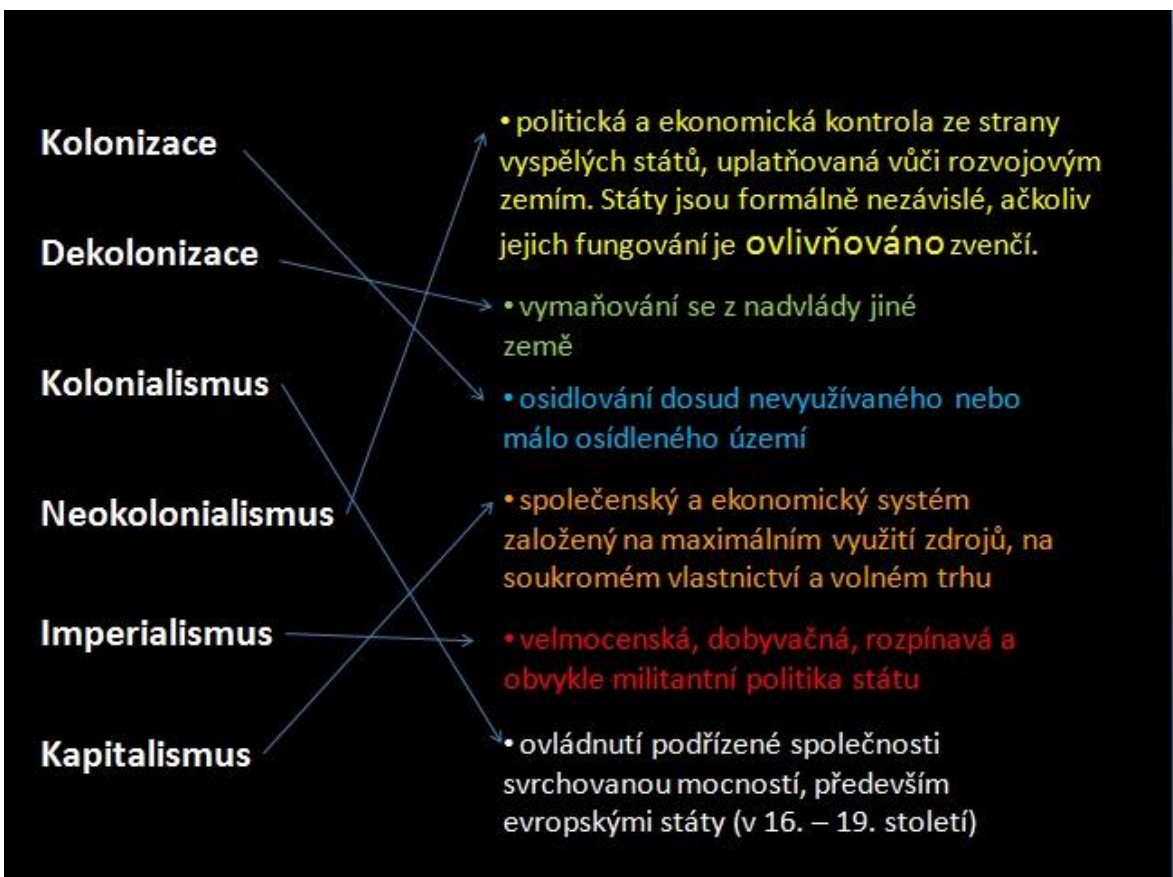 Kolonizace
Dekolonizace
Kolonialismus
Neokolonialismus
Imperialismus
Kapitalismus
• politická a ekonomická kontrola ze strany
vyspělých států, uplatňovaná vůči rozvojovým
zemím. Státy jsou formálně nezávislé, ačkoliv
jejich fungování je ovlivňováno zvenčí.
• vymaňování se z nadvlády jiné
země
• osidlování dosud nevyužívaného nebo
málo osídleného území
• společenský a ekonomický systém
založený na maximálním využití zdrojů, na
soukromém vlastnictví a volném trhu
• velmocenská, dobyvačná, rozpínavá a
obvykle militantní politika státu
• ovládnutí podřízené společnosti
svrchovanou mocností, především
evropskými státy (v 16. – 19. století)